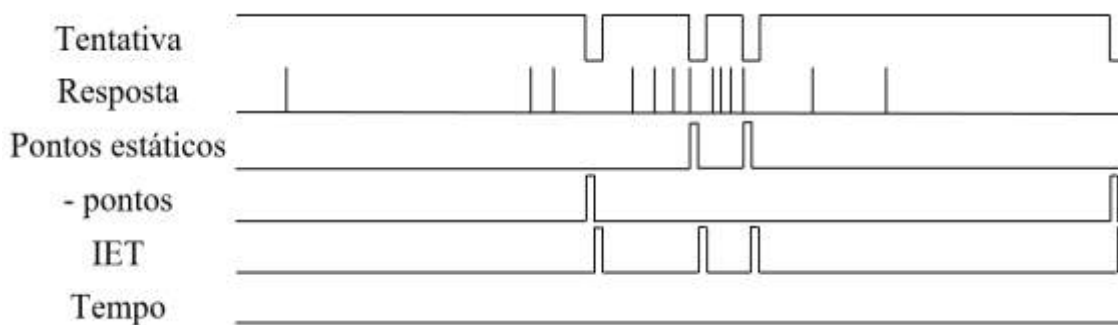 Tentativa
Resposta
Pontos estáticos
- pontos
IET
Tempo